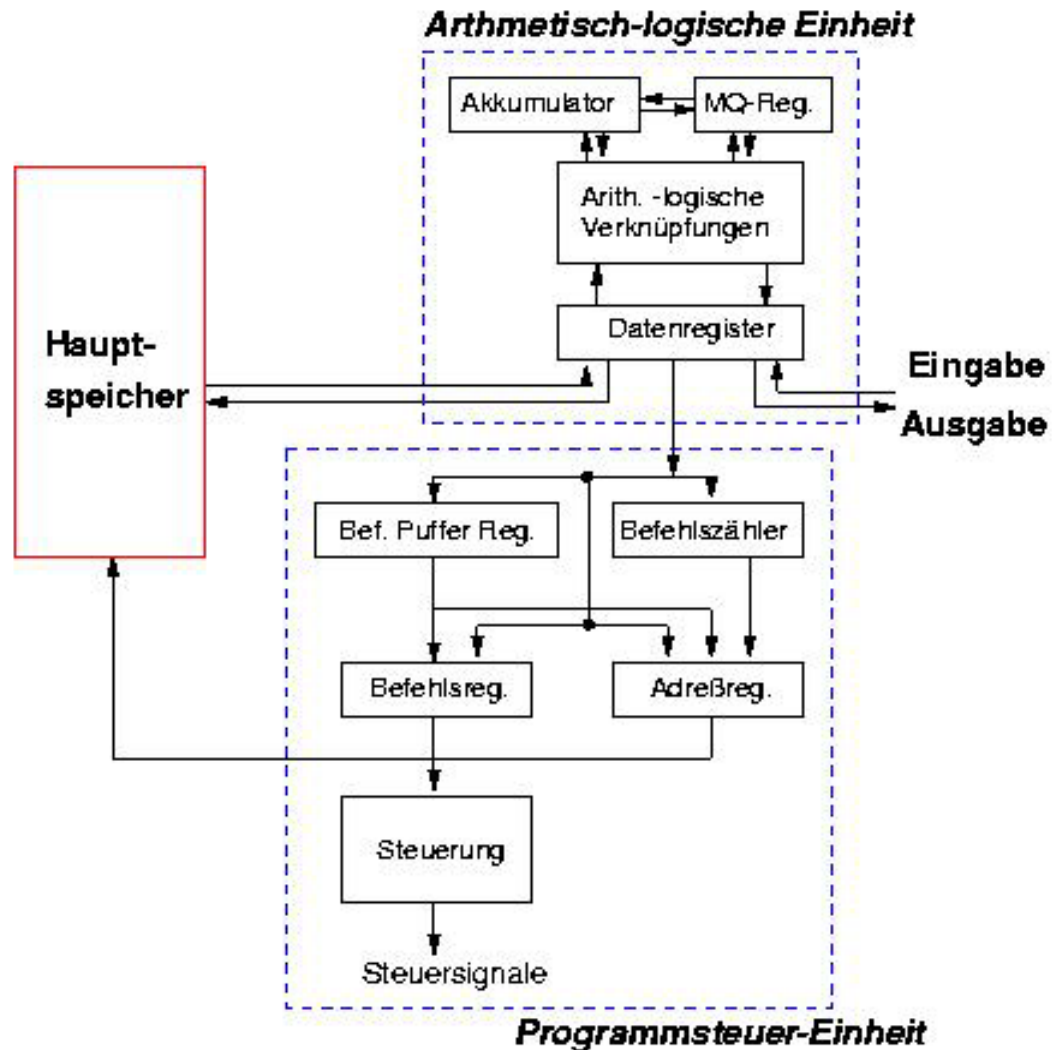 Arthmetisch-logische Einheit
Akkumulator
MQ-Reg.
Arith. -logische
Verknüpfungen
Datenregister
Haupt-
speicher
Eingabe
Ausgabe
Bef. Puffer Reg.
Befehlszähler
Befehlsreg.
Adreßreg.
Steuerung
Steuersignale
Programmsteuer-Einheit